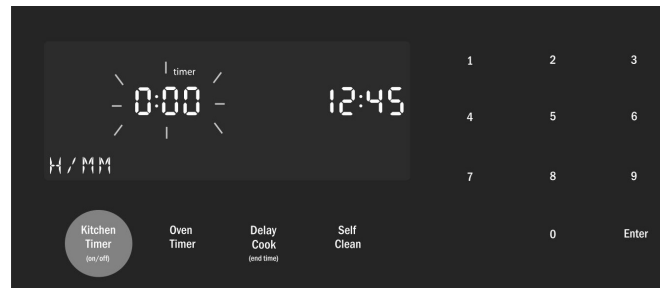 timer
0:00
12:45
H/MM
1 2 3
4 5 6
7 8 9
0 Enter
Kitchen Timer (on/off)
Oven Timer
Delay Cook (end time)
Self Clean